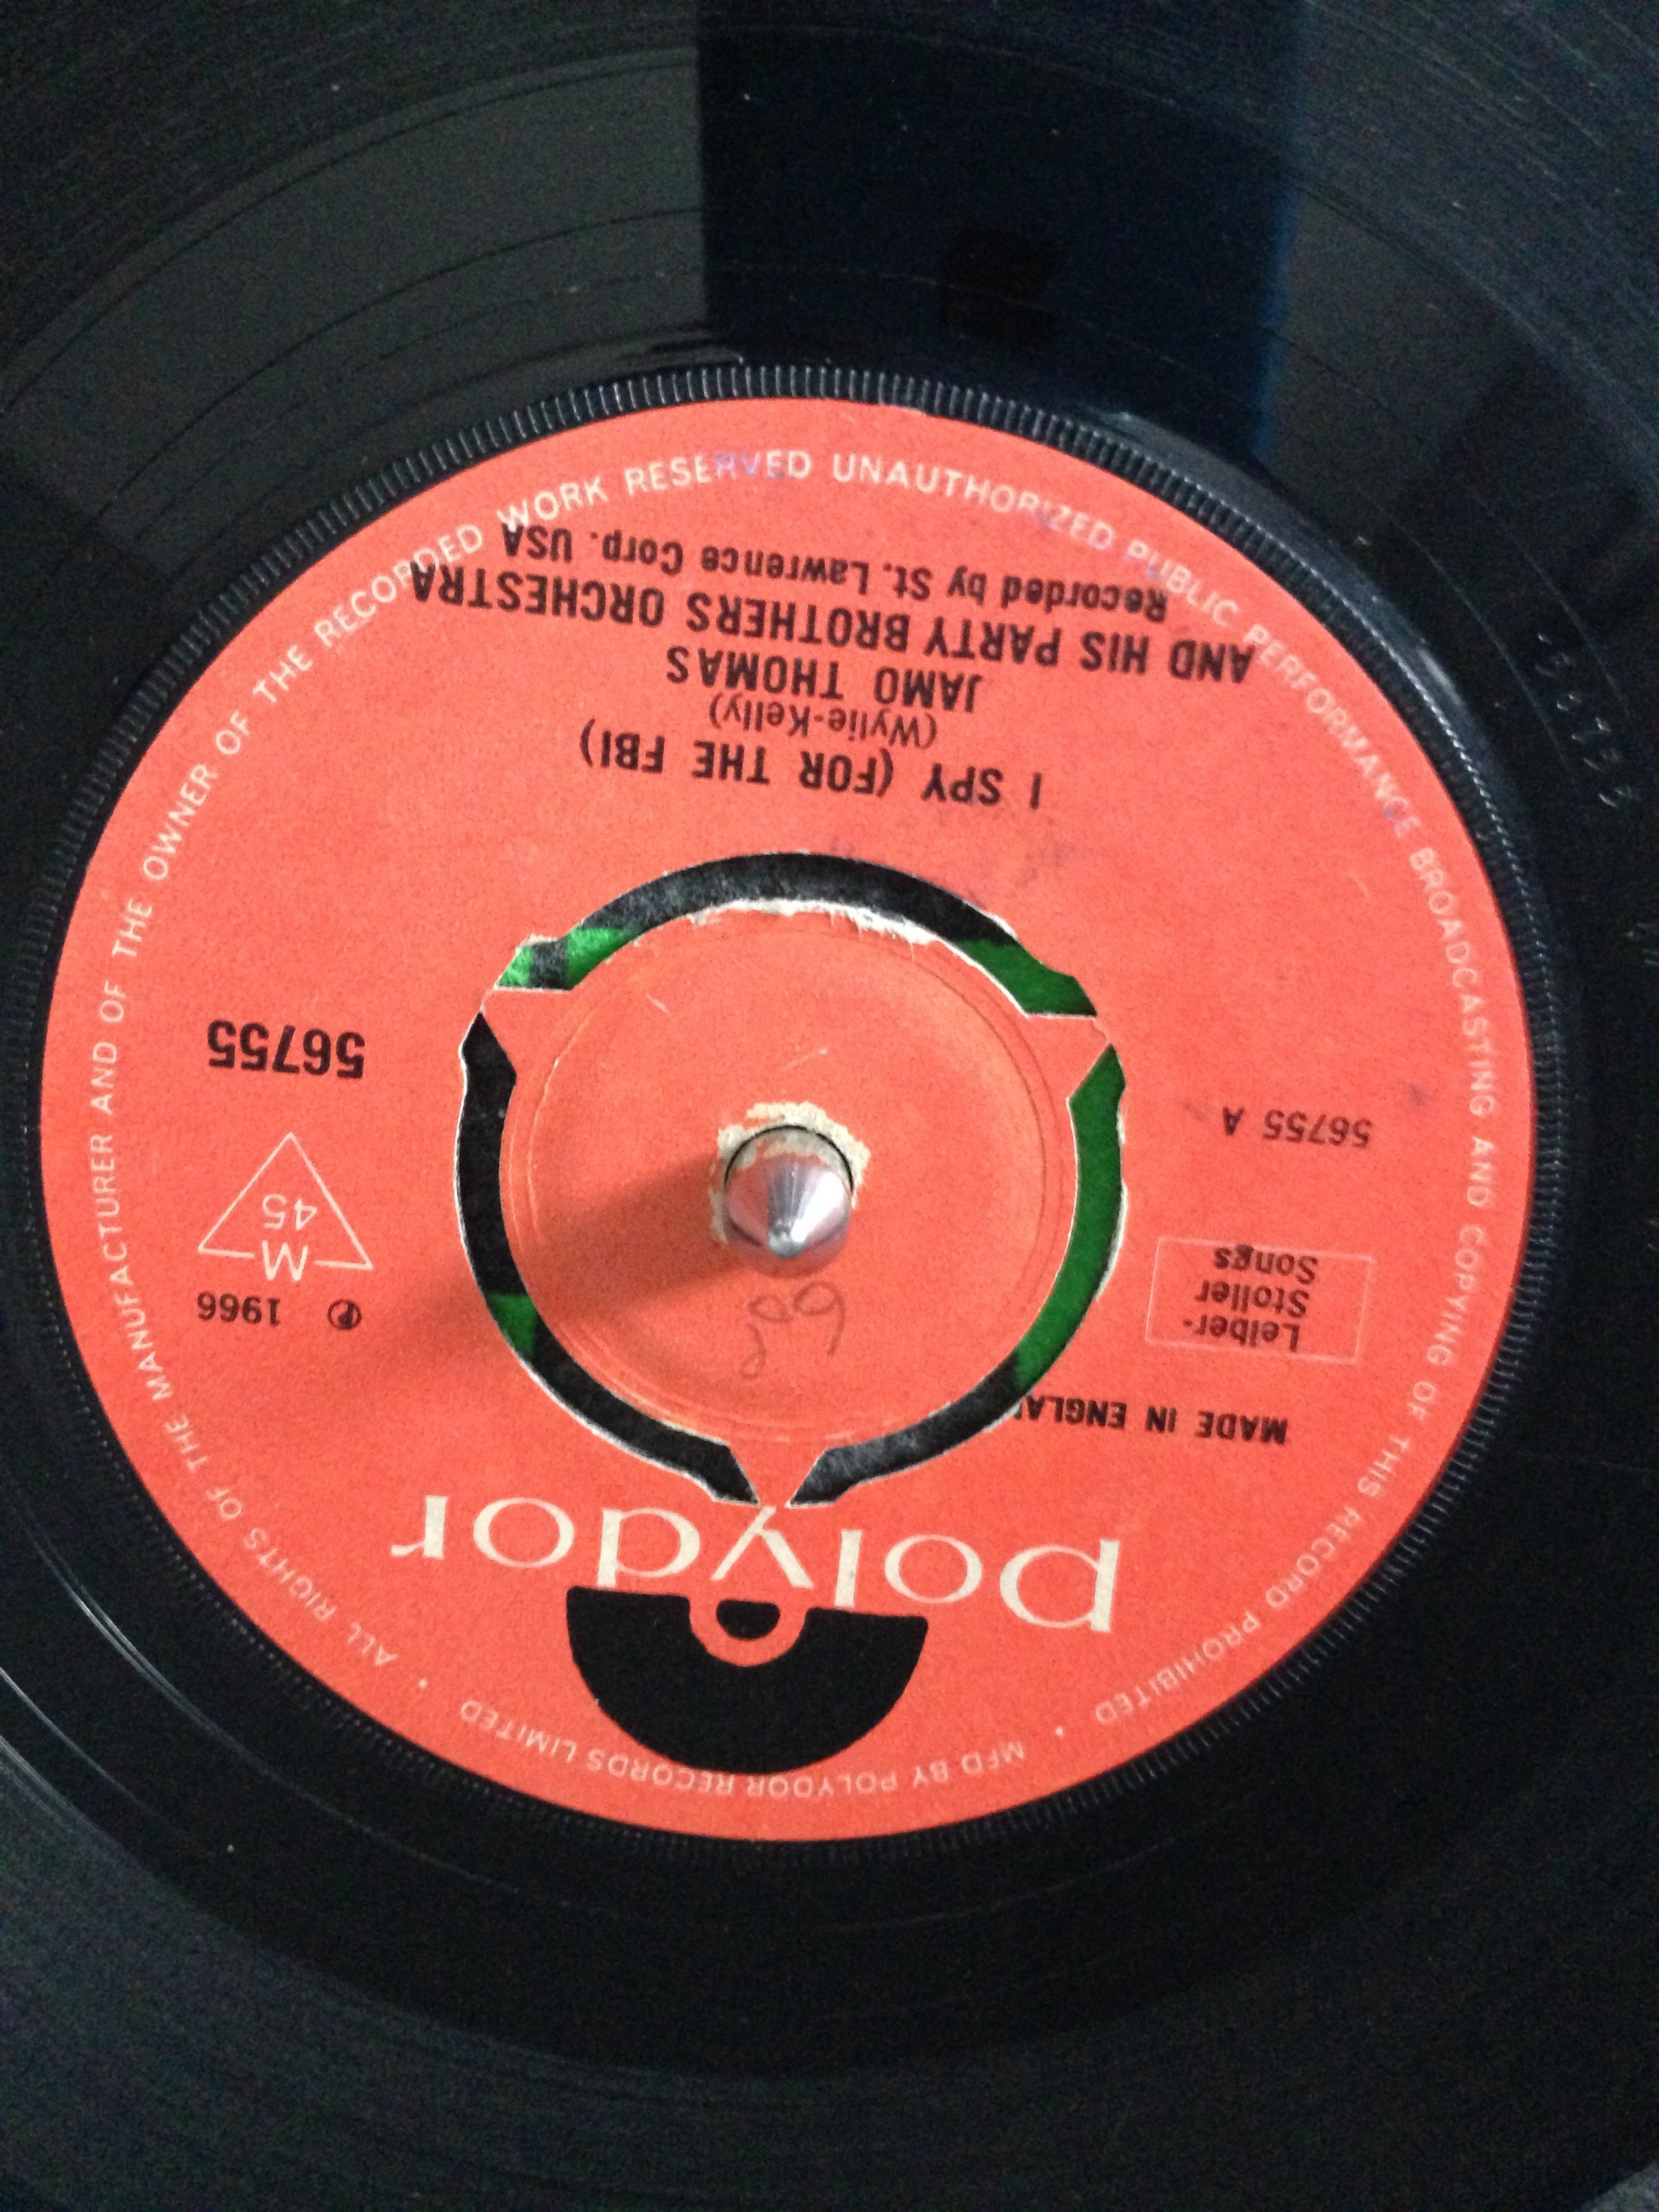 polydor
MADE IN ENGLA
Leiber-
Stoller
Songs
℗ 1966
M
45
56755 A
56755
I SPY (FOR THE FBI)
(Wylie-Kelly)
JAMO THOMAS
AND HIS PARTY BROTHERS ORCHESTRA
Recorded by St. Lawrence Corp. USA
MFD BY POLYDOR RECORDS LIMITED • ALL RIGHTS OF THE MANUFACTURER AND OF THE OWNER OF THE RECORDED WORK RESERVED UNAUTHORIZED PUBLIC PERFORMANCE BROADCASTING AND COPYING OF THIS RECORD PROHIBITED •